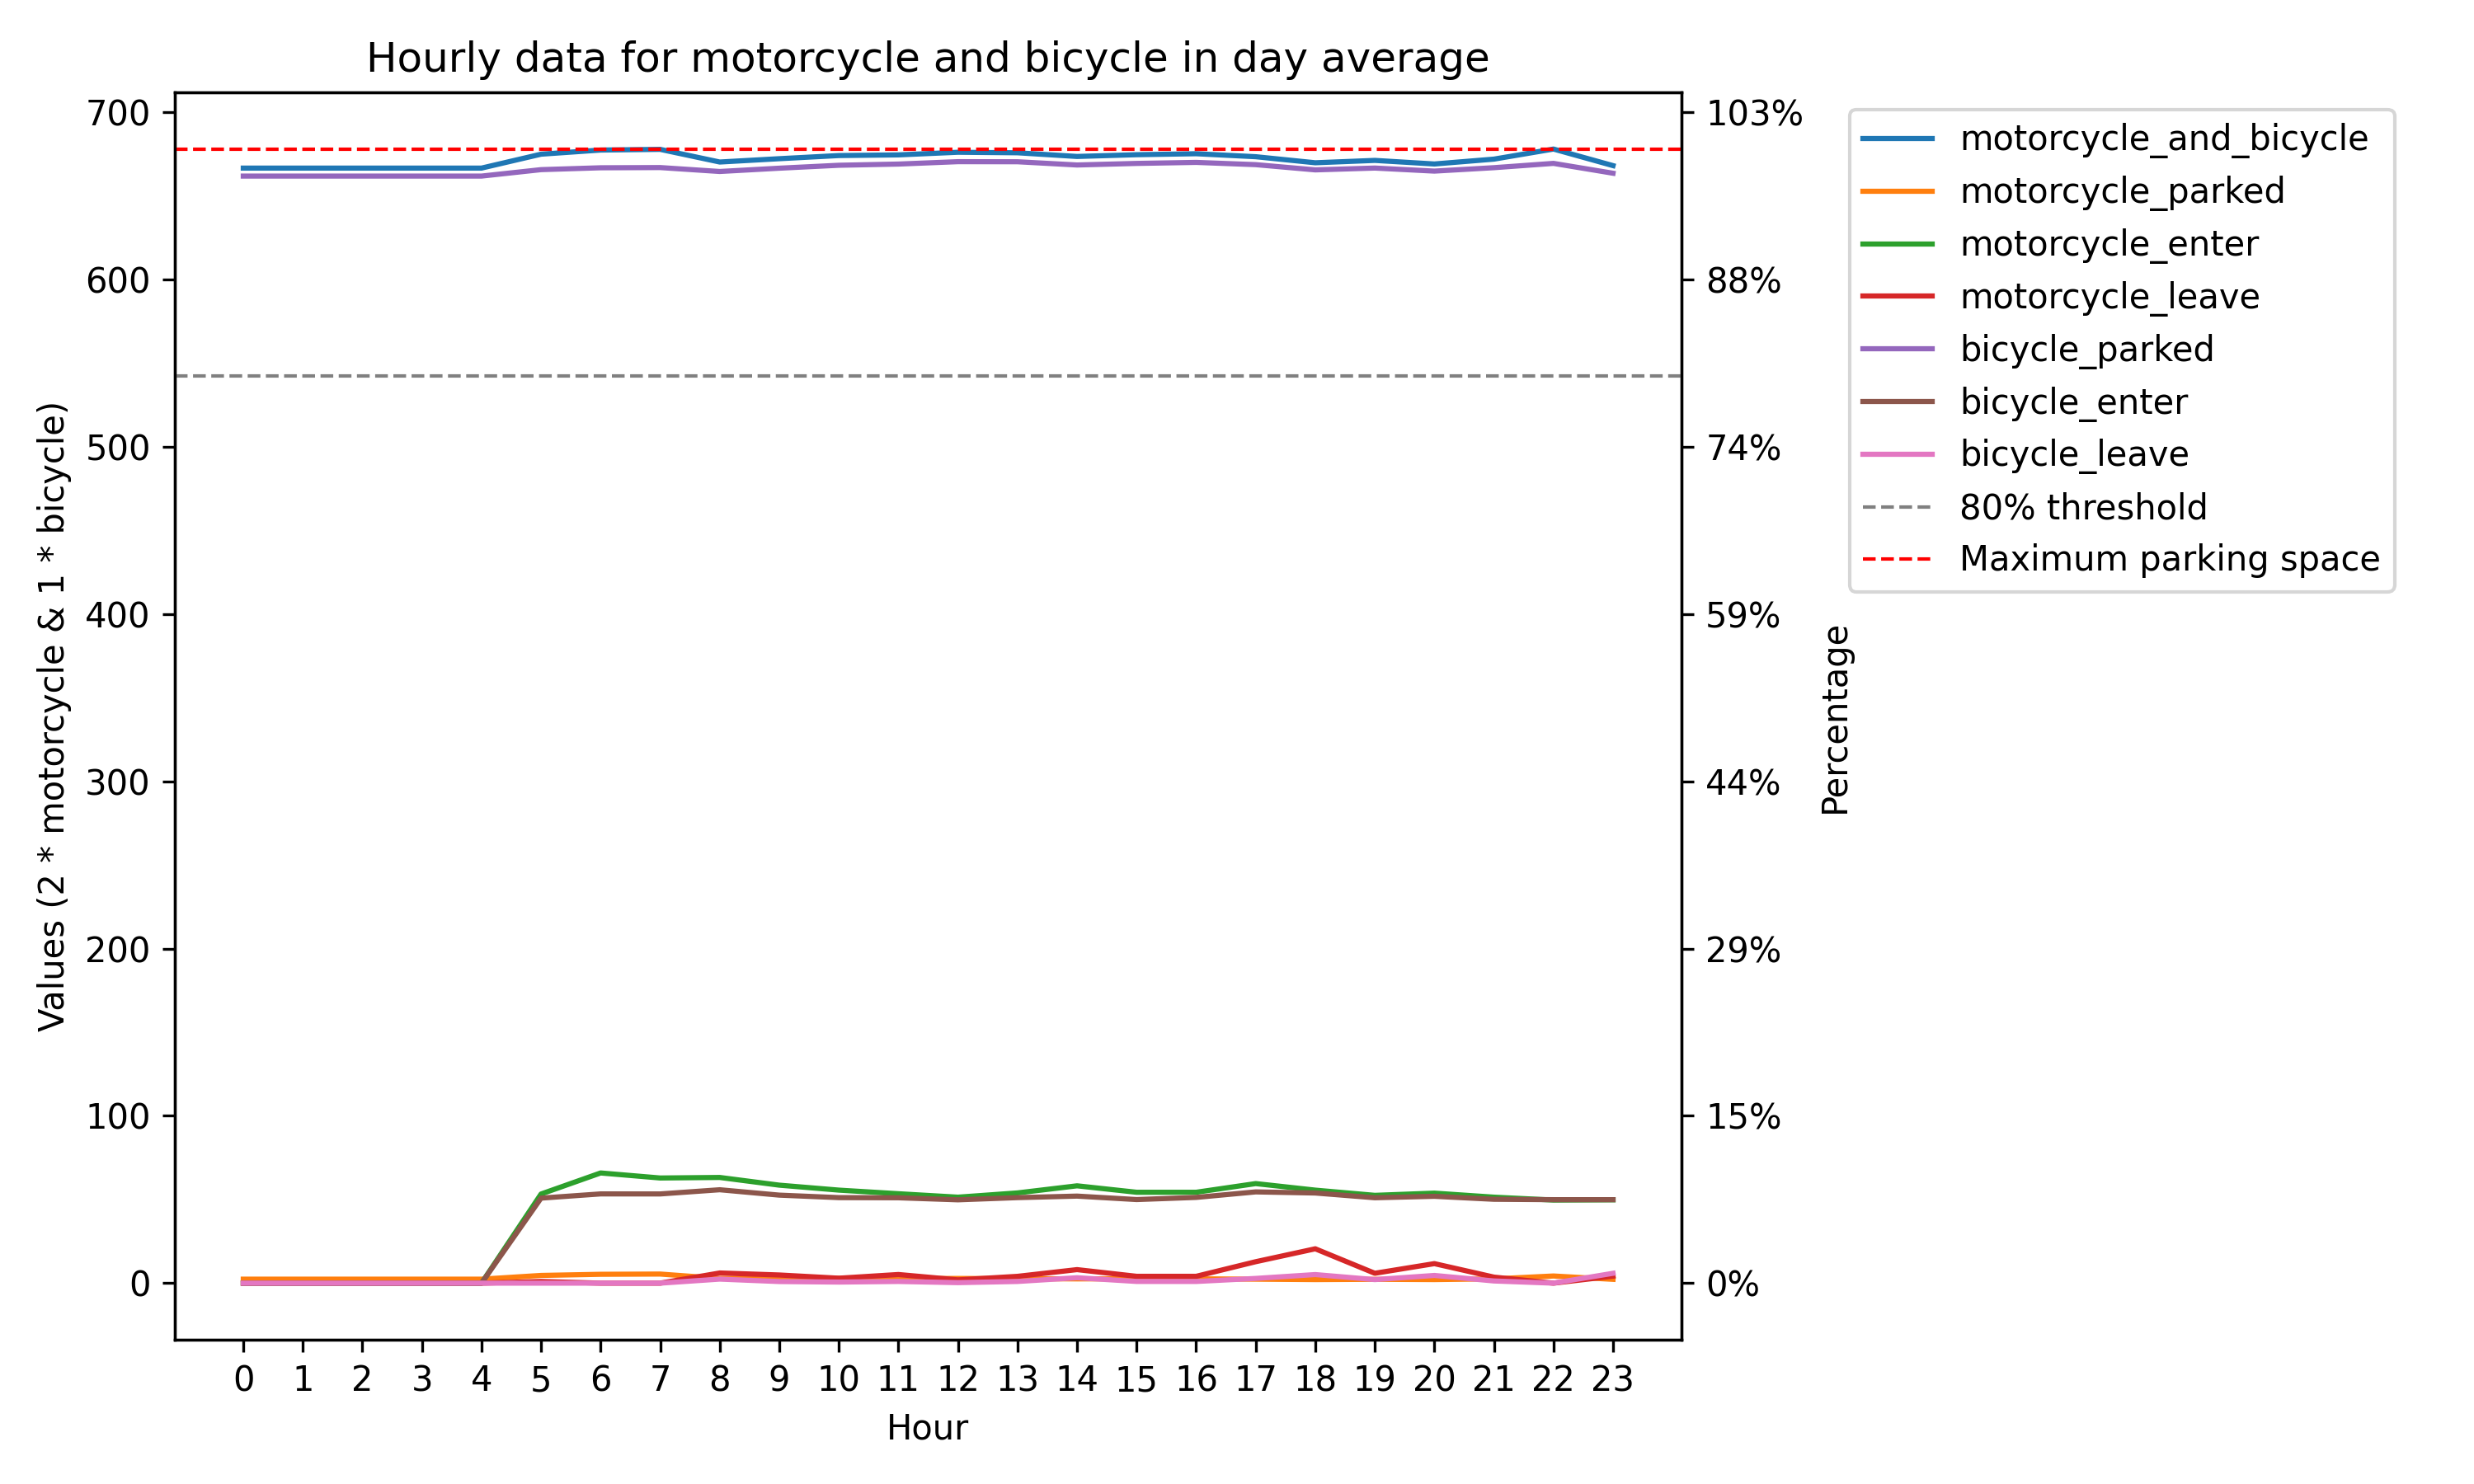 Hourly data for motorcycle and bicycle in day average
700
600
500
400
300
200
100
0
Values (2 * motorcycle & 1 * bicycle)
103%
88%
74%
59%
44%
29%
15%
0%
Percentage
0 1 2 3 4 5 6 7 8 9 10 11 12 13 14 15 16 17 18 19 20 21 22 23
Hour
motorcycle_and_bicycle
motorcycle_parked
motorcycle_enter
motorcycle_leave
bicycle_parked
bicycle_enter
bicycle_leave
80% threshold
Maximum parking space